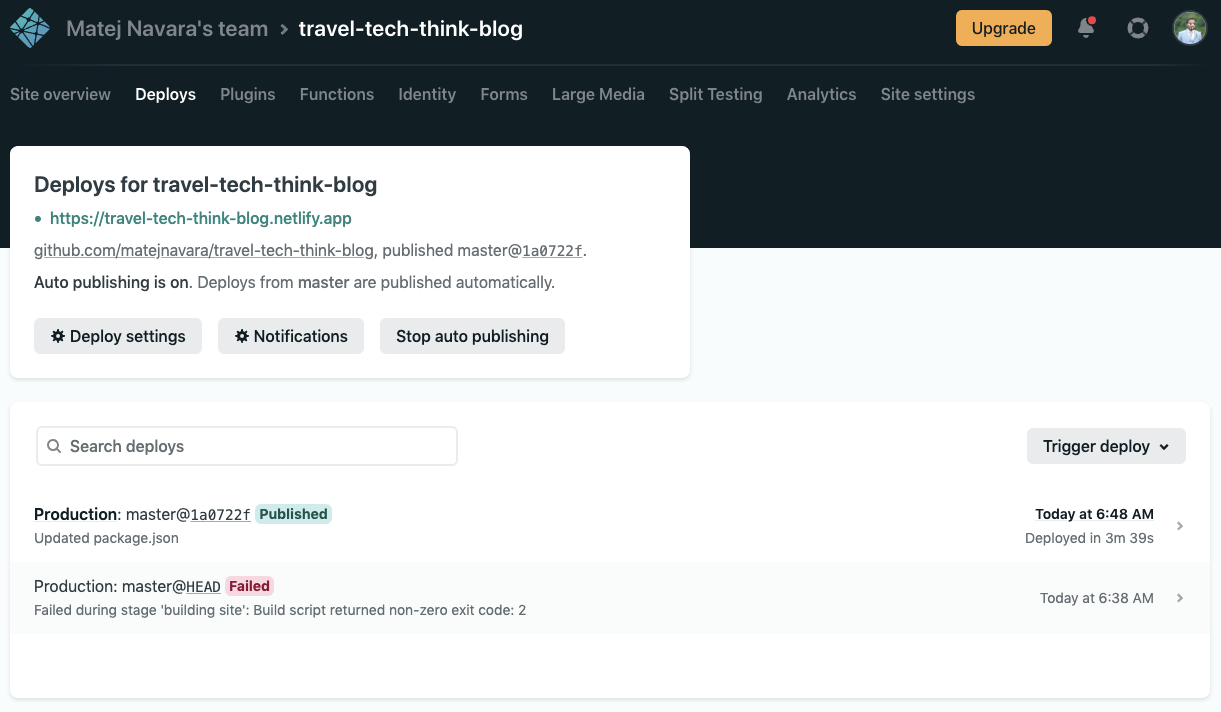 Matej Navara's team > travel-tech-think-blog
Upgrade
Site overview Deploys Plugins Functions Identity Forms Large Media Split Testing Analytics Site settings
Deploys for travel-tech-think-blog
• https://travel-tech-think-blog.netlify.app
github.com/matejnavara/travel-tech-think-blog, published master@1a0722f.
Auto publishing is on. Deploys from master are published automatically.
Deploy settings Notifications Stop auto publishing
Search deploys
Trigger deploy
Production: master@1a0722f Published
Today at 6:48 AM
Updated package.json
Deployed in 3m 39s
Production: master@HEAD Failed
Failed during stage 'building site': Build script returned non-zero exit code: 2
Today at 6:38 AM